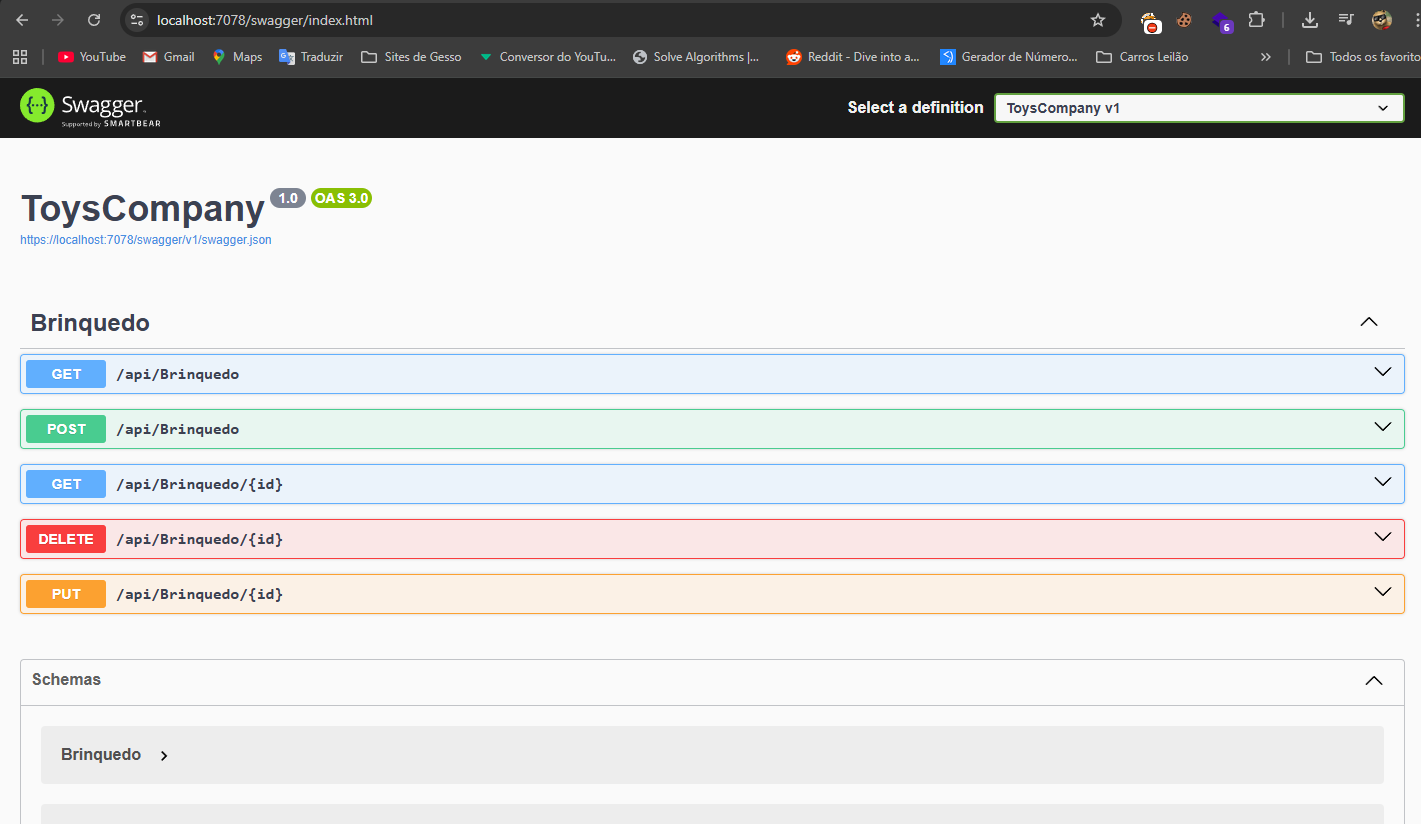 localhost:7078/swagger/index.html
6
YouTube Gmail Maps Traduzir Sites de Gesso Conversor do YouTu... Solve Algorithms |... Reddit - Dive into a... Gerador de Número... Carros Leilão » Todos os favorito
{··} Swagger. Select a definition ToysCompany v1
Supported by SMARTBEAR
ToysCompany 1.0 OAS 3.0
https://localhost:7078/swagger/v1/swagger.json
Brinquedo
GET /api/Brinquedo
POST /api/Brinquedo
GET /api/Brinquedo/{id}
DELETE /api/Brinquedo/{id}
PUT /api/Brinquedo/{id}
Schemas
Brinquedo